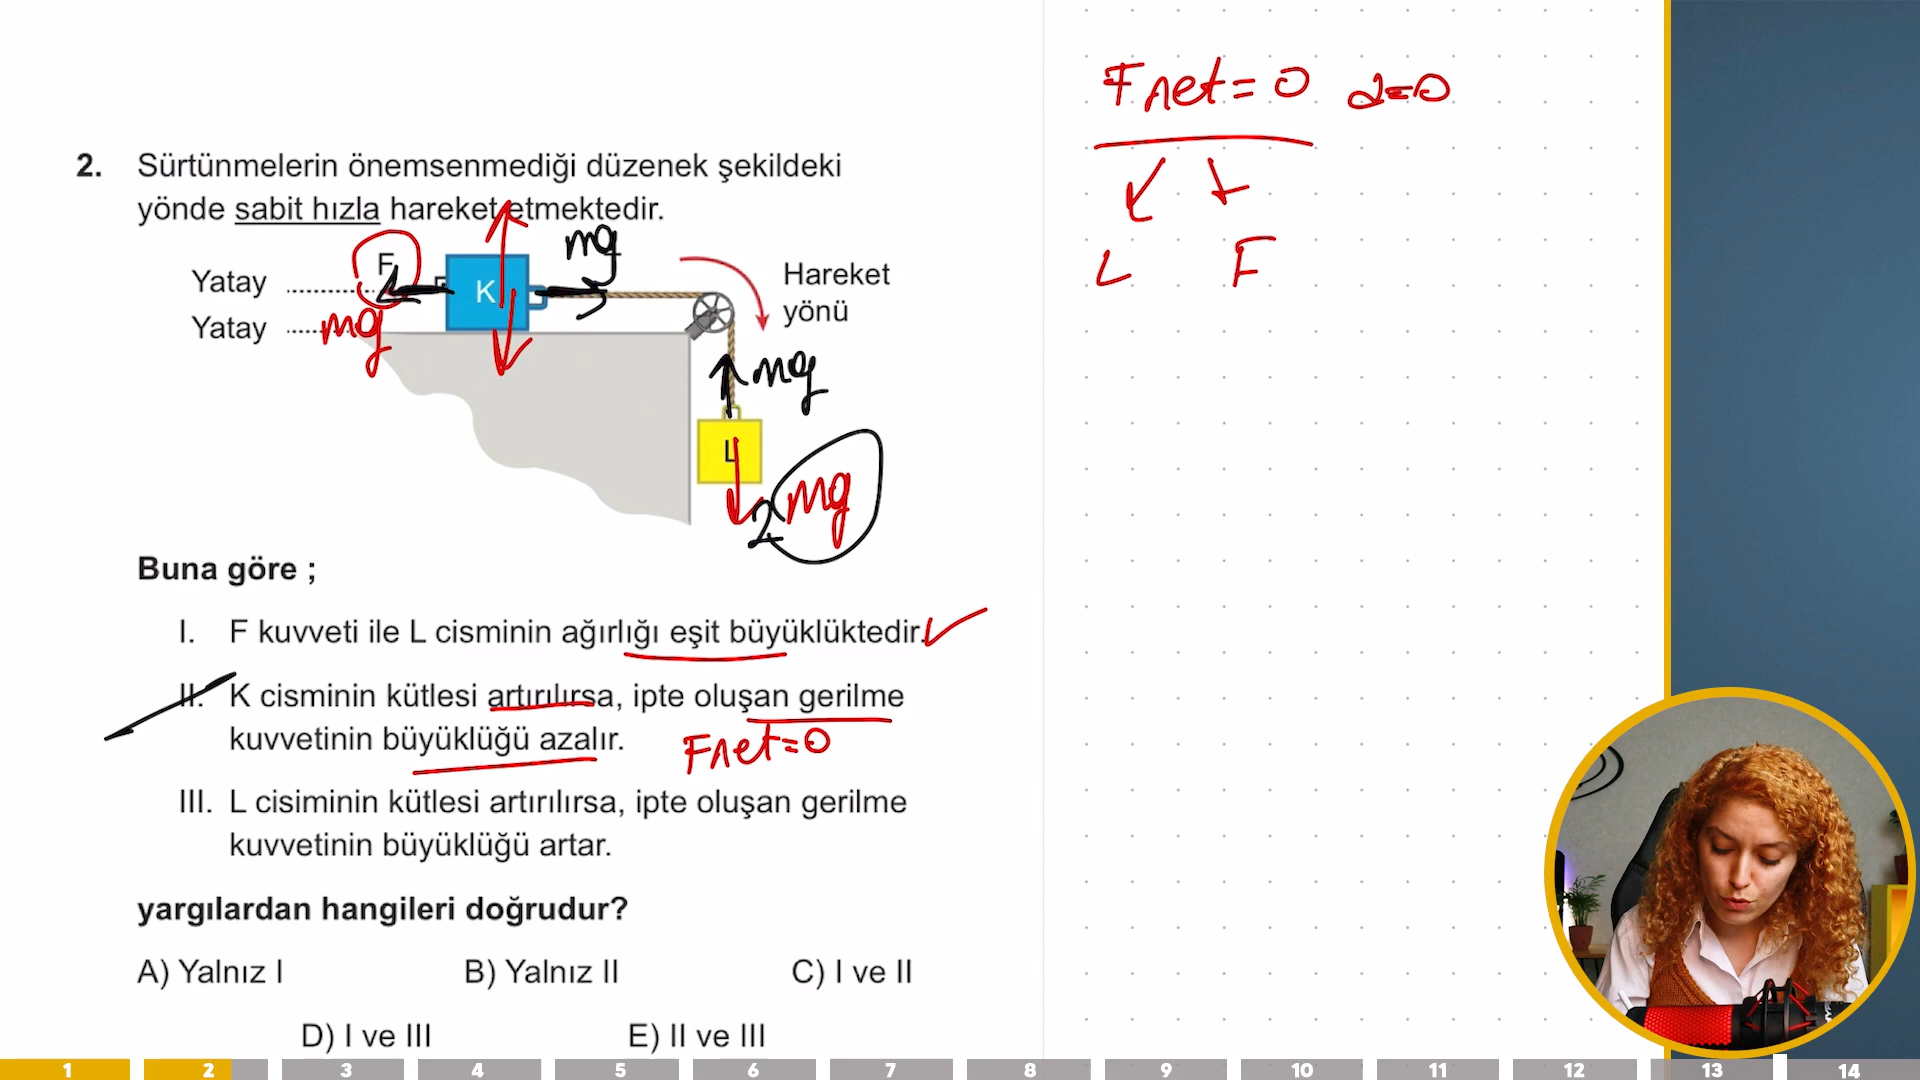 Fnet = 0 a=0
L F
2. Sürtünmelerin önemsenmediği düzenek şekildeki
yönde sabit hızla hareket etmektedir.
mg
F
Yatay
K
Hareket
yönü
Yatay
mg
mg
L
2mg
Buna göre ;
I. F kuvveti ile L cisminin ağırlığı eşit büyüklüktedir.
II. K cisminin kütlesi artırılırsa, ipte oluşan gerilme
kuvvetinin büyüklüğü azalır.
Fnet=0
III. L cisiminin kütlesi artırılırsa, ipte oluşan gerilme
kuvvetinin büyüklüğü artar.
yargılardan hangileri doğrudur?
A) Yalnız I B) Yalnız II C) I ve II
D) I ve III E) II ve III
1 2 3 4 5 6 7 8 9 10 11 12 13 14